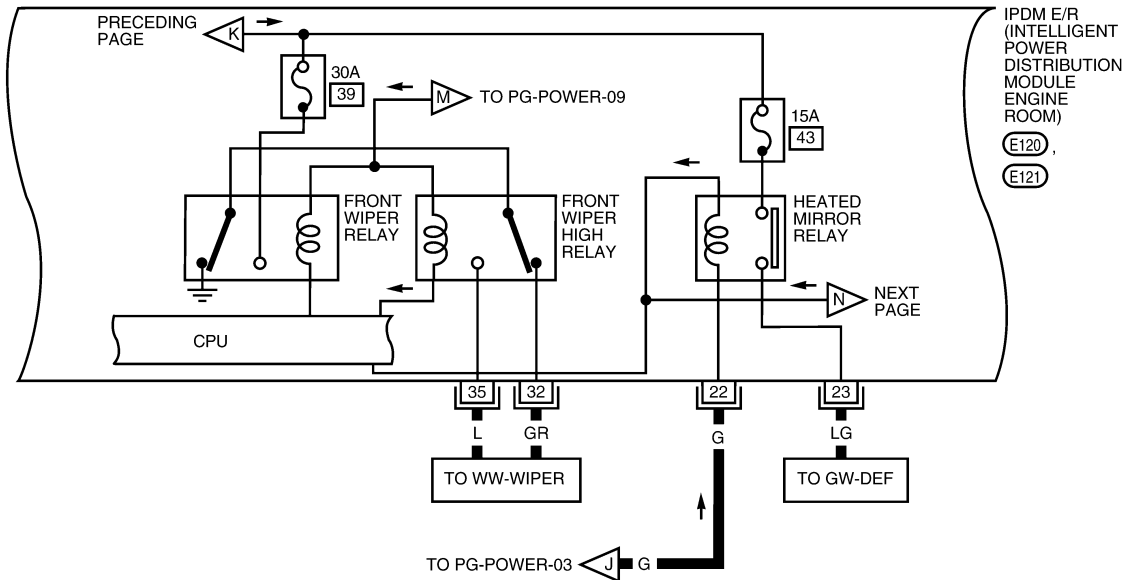 PRECEDING
PAGE
K
IPDM E/R
(INTELLIGENT
POWER
DISTRIBUTION
MODULE
ENGINE
ROOM)
E120 ,
E121
30A
39
M
TO PG-POWER-09
15A
43
FRONT
WIPER
RELAY
FRONT
WIPER
HIGH RELAY
HEATED
MIRROR
RELAY
N
NEXT
PAGE
CPU
35
32
22
23
L
GR
G
LG
TO WW-WIPER
TO GW-DEF
TO PG-POWER-03
J
G